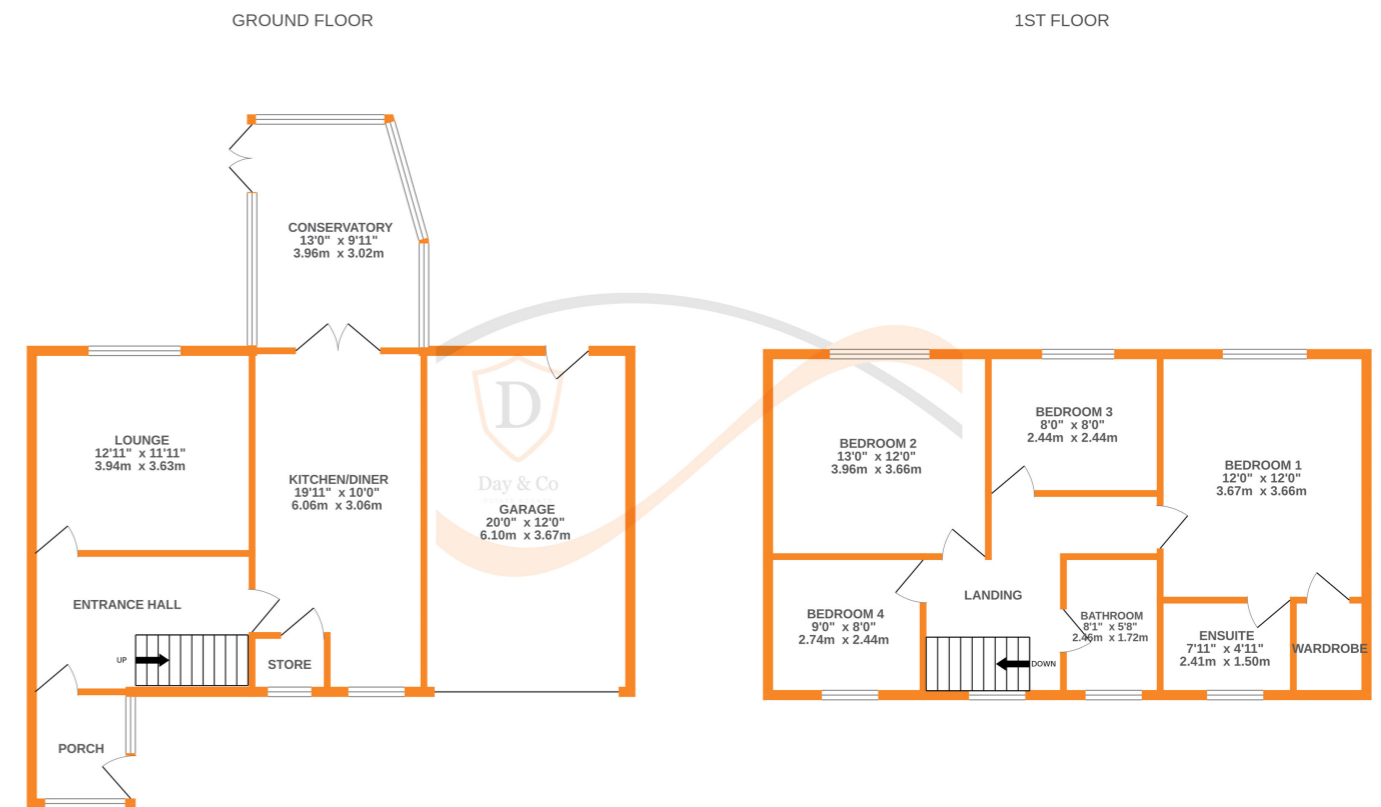 GROUND FLOOR
1ST FLOOR
CONSERVATORY
13'0" x 9'11"
3.96m x 3.02m
LOUNGE
12'11" x 11'11"
3.94m x 3.63m
KITCHEN/DINER
19'11" x 10'0"
6.06m x 3.06m
D
Day & Co
GARAGE
20'0" x 12'0"
6.10m x 3.67m
ENTRANCE HALL
UP
STORE
PORCH
BEDROOM 2
13'0" x 12'0"
3.96m x 3.66m
BEDROOM 3
8'0" x 8'0"
2.44m x 2.44m
BEDROOM 1
12'0" x 12'0"
3.67m x 3.66m
BEDROOM 4
9'0" x 8'0"
2.74m x 2.44m
LANDING
DOWN
BATHROOM
8'1" x 5'8"
2.46m x 1.72m
ENSUITE
7'11" x 4'11"
2.41m x 1.50m
WARDROBE